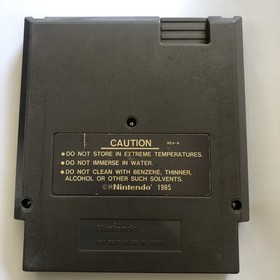 CAUTION REV-A
●DO NOT STORE IN EXTREME TEMPERATURES.
●DO NOT IMMERSE IN WATER.
●DO NOT CLEAN WITH BENZENE, THINNER,
ALCOHOL OR OTHER SUCH SOLVENTS.
©®Nintendo 1985
Nintendo